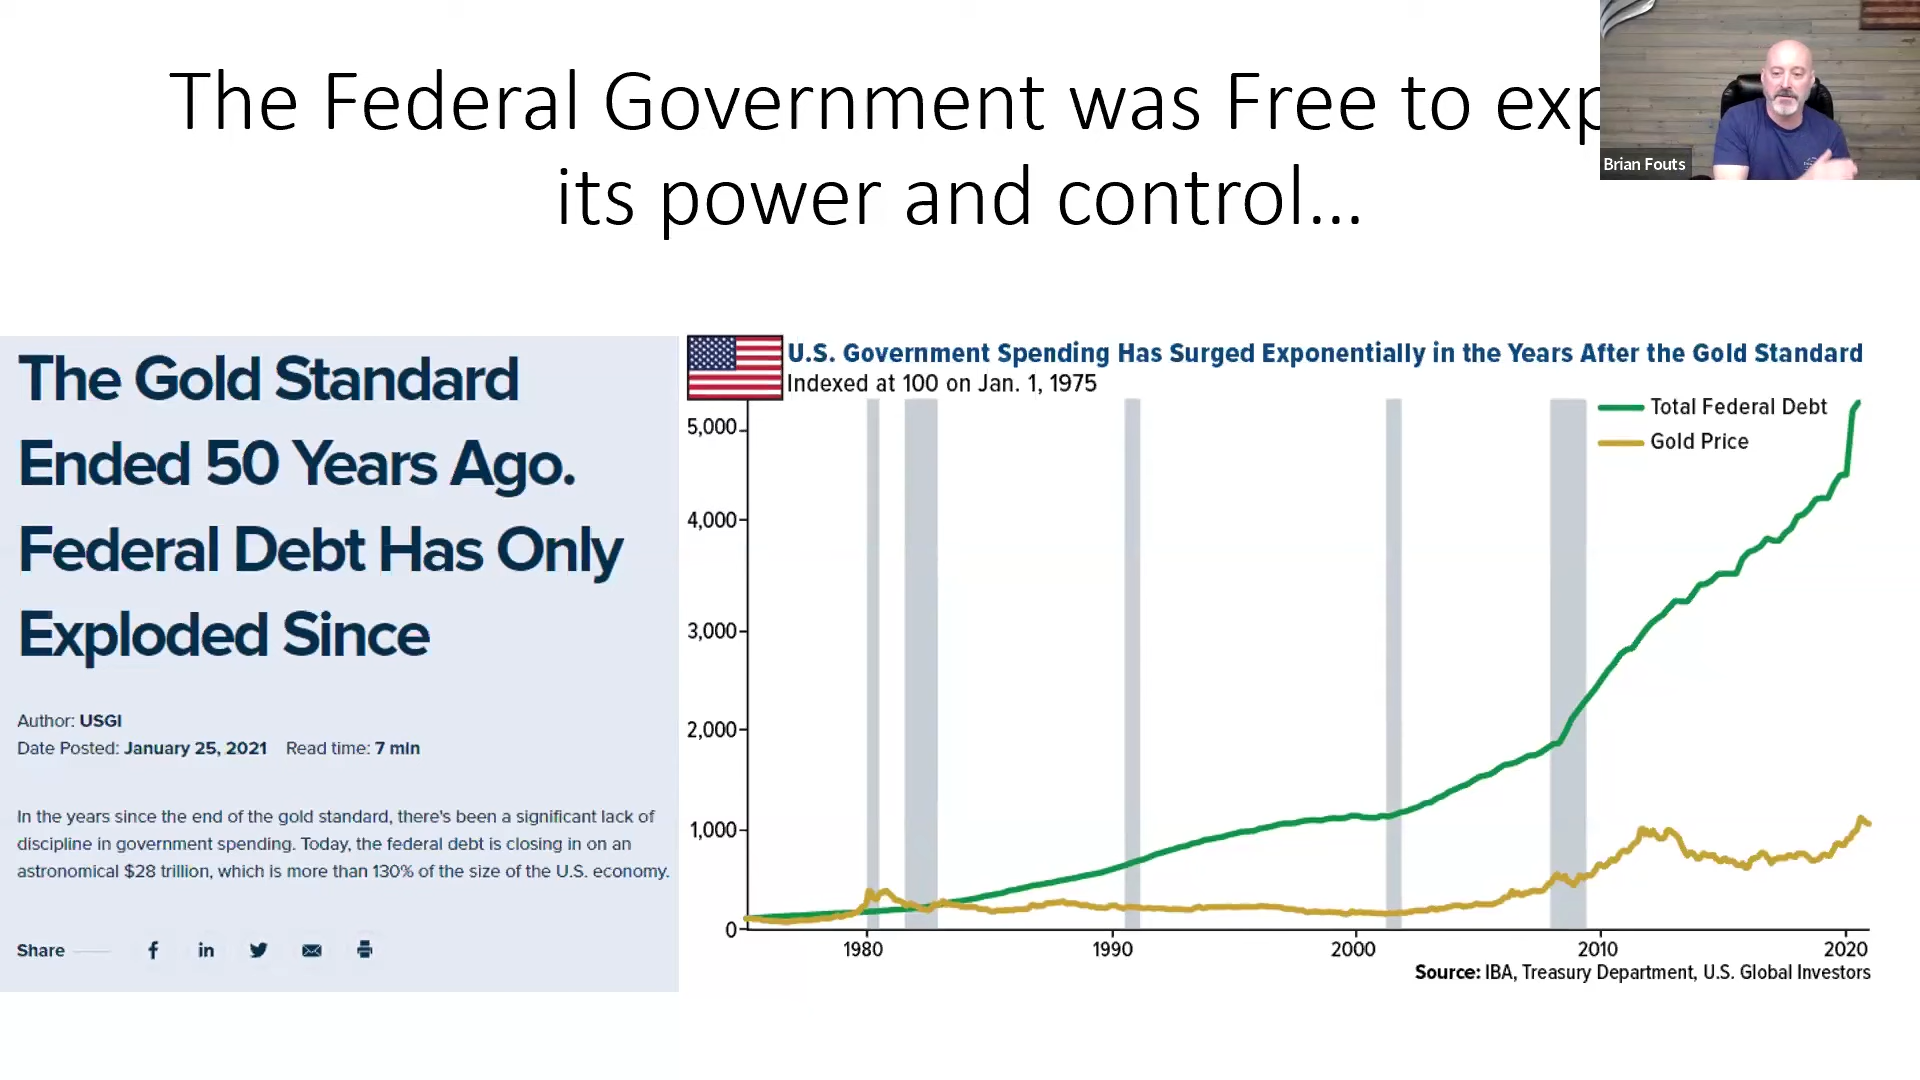 The Federal Government was Free to exp
its power and control...
Brian Fouts
The Gold Standard
Ended 50 Years Ago.
Federal Debt Has Only
Exploded Since
Author: USGI
Date Posted: January 25, 2021 Read time: 7 min
In the years since the end of the gold standard, there's been a significant lack of
discipline in government spending. Today, the federal debt is closing in on an
astronomical $28 trillion, which is more than 130% of the size of the U.S. economy.
Share
U.S. Government Spending Has Surged Exponentially in the Years After the Gold Standard
Indexed at 100 on Jan. 1, 1975
Total Federal Debt
Gold Price
5,000
4,000
3,000
2,000
1,000
0
1980 1990 2000 2010 2020
Source: IBA, Treasury Department, U.S. Global Investors